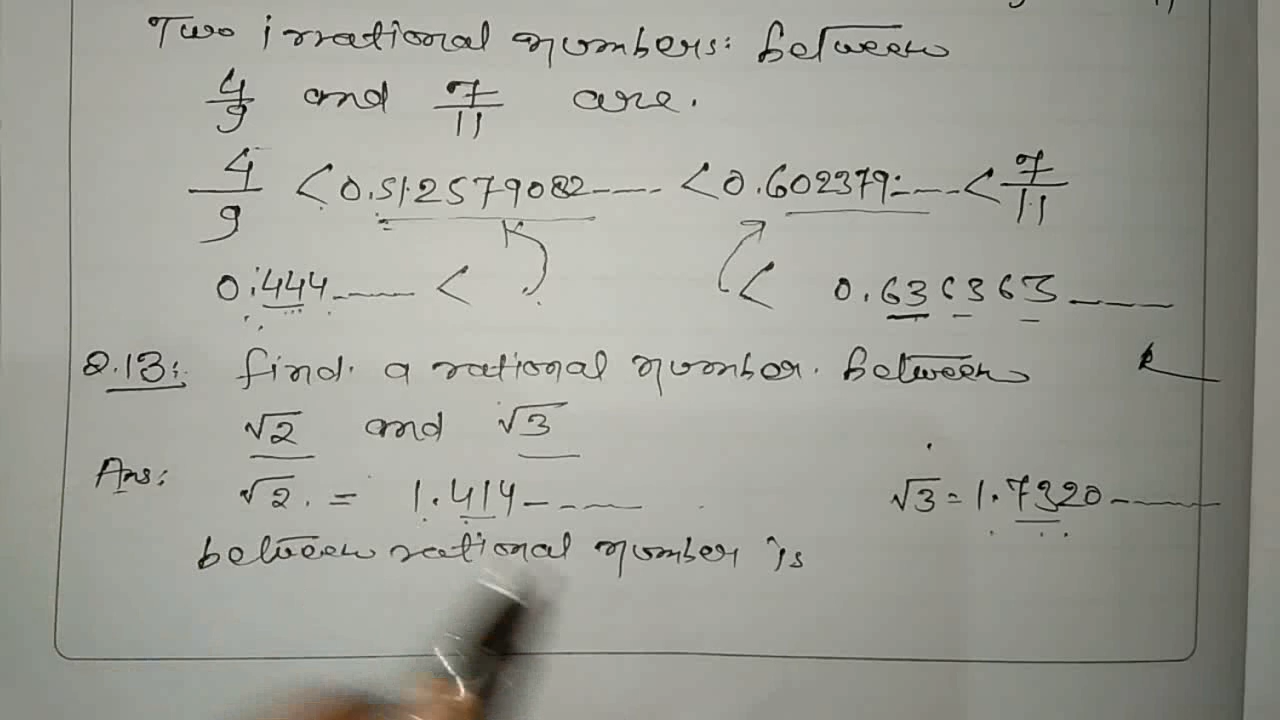 Two irrational numbers: between
4/9 and 7/11 are.
4/9 < 0.512579082----- < 0.602379----- < 7/11
0.444------ < < 0.636363-----
Q.13: find a rational number between
√2 and √3
Ans: √2 = 1.414------ √3 = 1.7320------
between rational number is